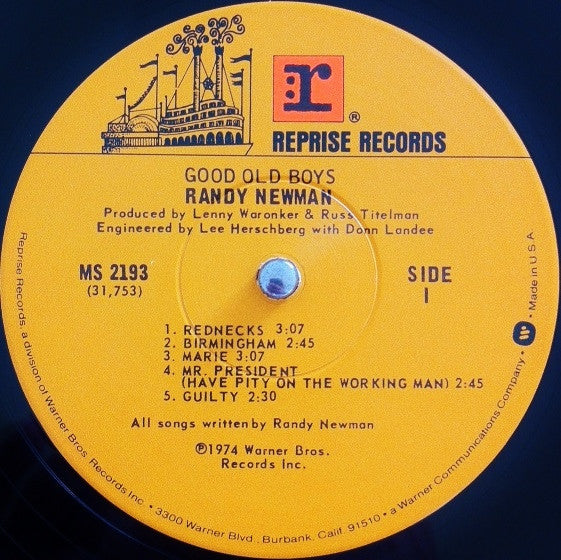 r
®
REPRISE RECORDS
GOOD OLD BOYS
RANDY NEWMAN
Produced by Lenny Waronker & Russ Titelman
Engineered by Lee Herschberg with Donn Landee
MS 2193
(31,753)
SIDE
1
1. REDNECKS 3:07
2. BIRMINGHAM 2:45
3. MARIE 3:07
4. MR. PRESIDENT
(HAVE PITY ON THE WORKING MAN) 2:45
5. GUILTY 2:30
All songs written by Randy Newman
℗1974 Warner Bros.
Records Inc.
Reprise Records, a division of Warner Bros. Records Inc. • 3300 Warner Blvd., Burbank, Calif. 91510 • a Warner Communications Company. • Made in U.S.A.